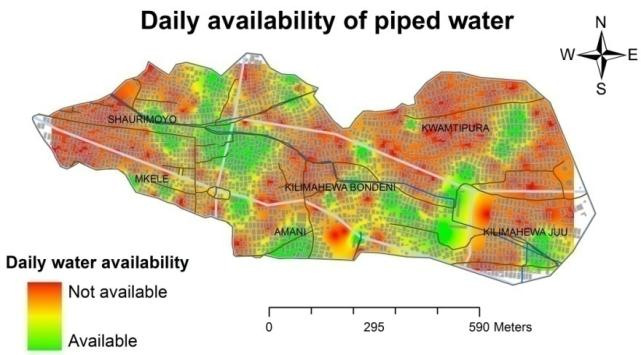 Daily availability of piped water
N
W E
S
SHAURIMOYO
KWAMTIPURA
MKELE
KILIMAHEWA BONDENI
AMANI
KILIMAHEWA JUU
Daily water availability
Not available
Available
0 295 590 Meters